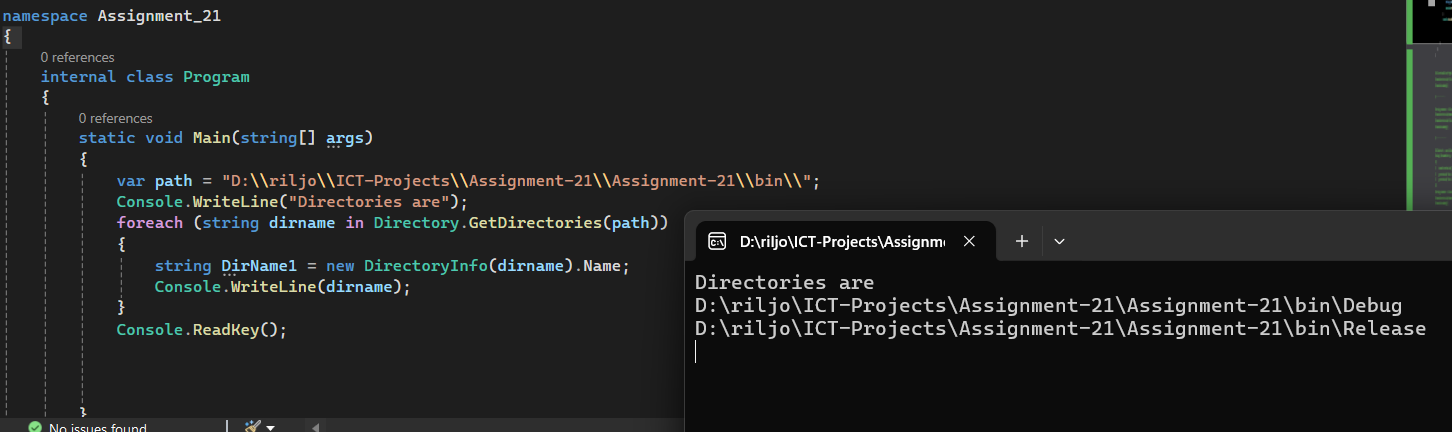 namespace Assignment_21
{
0 references
internal class Program
{
0 references
static void Main(string[] args)
{
var path = "D:\\riljo\\ICT-Projects\\Assignment-21\\Assignment-21\\bin\\";
Console.WriteLine("Directories are");
foreach (string dirname in Directory.GetDirectories(path))
{
string DirName1 = new DirectoryInfo(dirname).Name;
Console.WriteLine(dirname);
}
Console.ReadKey();
}
No issues found
D:\riljo\ICT-Projects\Assignm
Directories are
D:\riljo\ICT-Projects\Assignment-21\Assignment-21\bin\Debug
D:\riljo\ICT-Projects\Assignment-21\Assignment-21\bin\Release